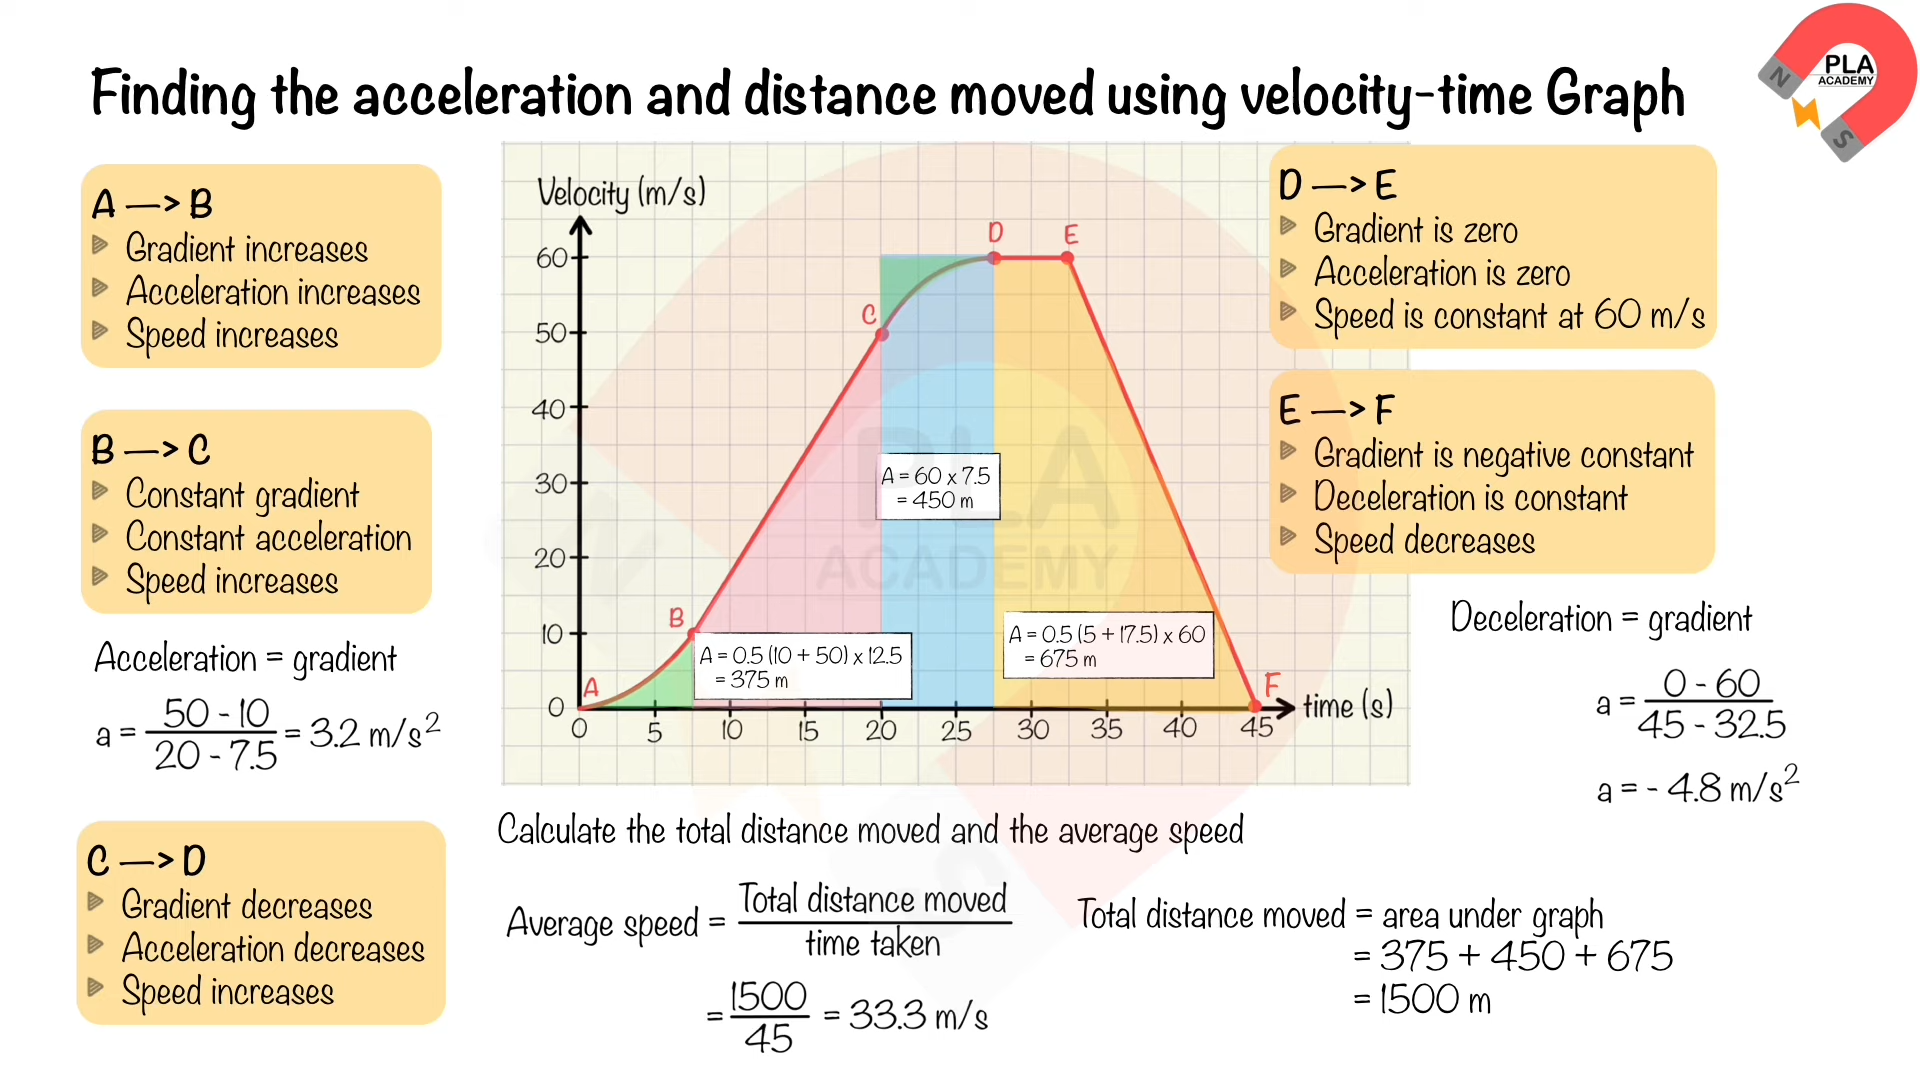 Finding the acceleration and distance moved using velocity-time Graph
PLA
ACADEMY
N
S
A —> B
Gradient increases
Acceleration increases
Speed increases
B —> C
Constant gradient
Constant acceleration
Speed increases
Acceleration = gradient
a = 50 - 10 / 20 - 7.5 = 3.2 m/s²
C —> D
Gradient decreases
Acceleration decreases
Speed increases
Velocity (m/s)
60
50
40
30
20
10
0
0 5 10 15 20 25 30 35 40 45
time (s)
A
B
C
D
E
F
A = 0.5 (10 + 50) x 12.5
= 375 m
A = 60 x 7.5
= 450 m
A = 0.5 (5 + 17.5) x 60
= 675 m
PLA
ACADEMY
N
S
D —> E
Gradient is zero
Acceleration is zero
Speed is constant at 60 m/s
E —> F
Gradient is negative constant
Deceleration is constant
Speed decreases
Deceleration = gradient
a = 0 - 60 / 45 - 32.5
a = - 4.8 m/s²
Calculate the total distance moved and the average speed
Average speed = Total distance moved / time taken
= 1500 / 45 = 33.3 m/s
Total distance moved = area under graph
= 375 + 450 + 675
= 1500 m